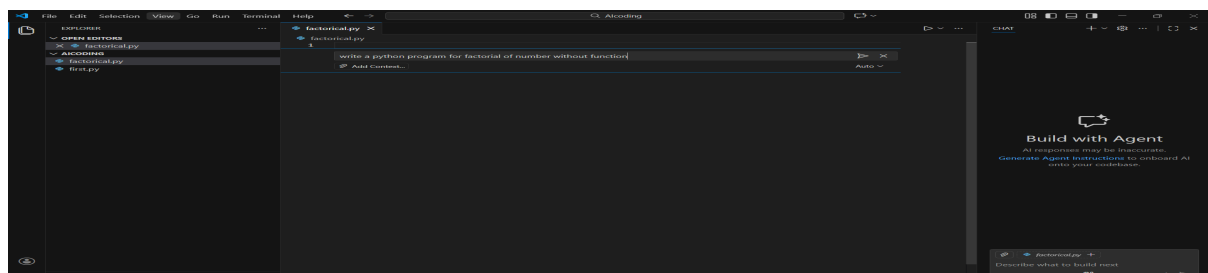 File Edit Selection View Go Run Terminal Help
AIcoding
EXPLORER
OPEN EDITORS
factorical.py
AICODING
factorical.py
first.py
factorical.py
factorical.py
1
write a python program for factorial of number without function
Add Context...
Auto
CHAT
Build with Agent
AI responses may be inaccurate.
Generate Agent Instructions to onboard AI
onto your codebase.
factorical.py
Describe what to build next